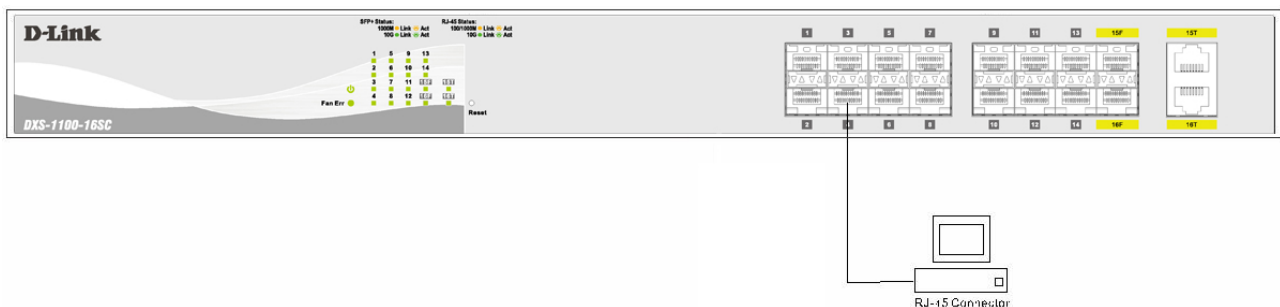 SFP+ Status: RJ-45 Status:
1000M Link Act 100/1000M Link Act
10G Link Act 10G Link Act
D-Link
1 5 9 13
2 6 10 14
3 7 11 15F 15T
4 8 12 16F 16T
Fan Err
Reset
DXS-1100-16SC
1 3 5 7 9 11 13 15F 15T
2 4 6 8 10 12 14 16F 16T
RJ-45 Connector